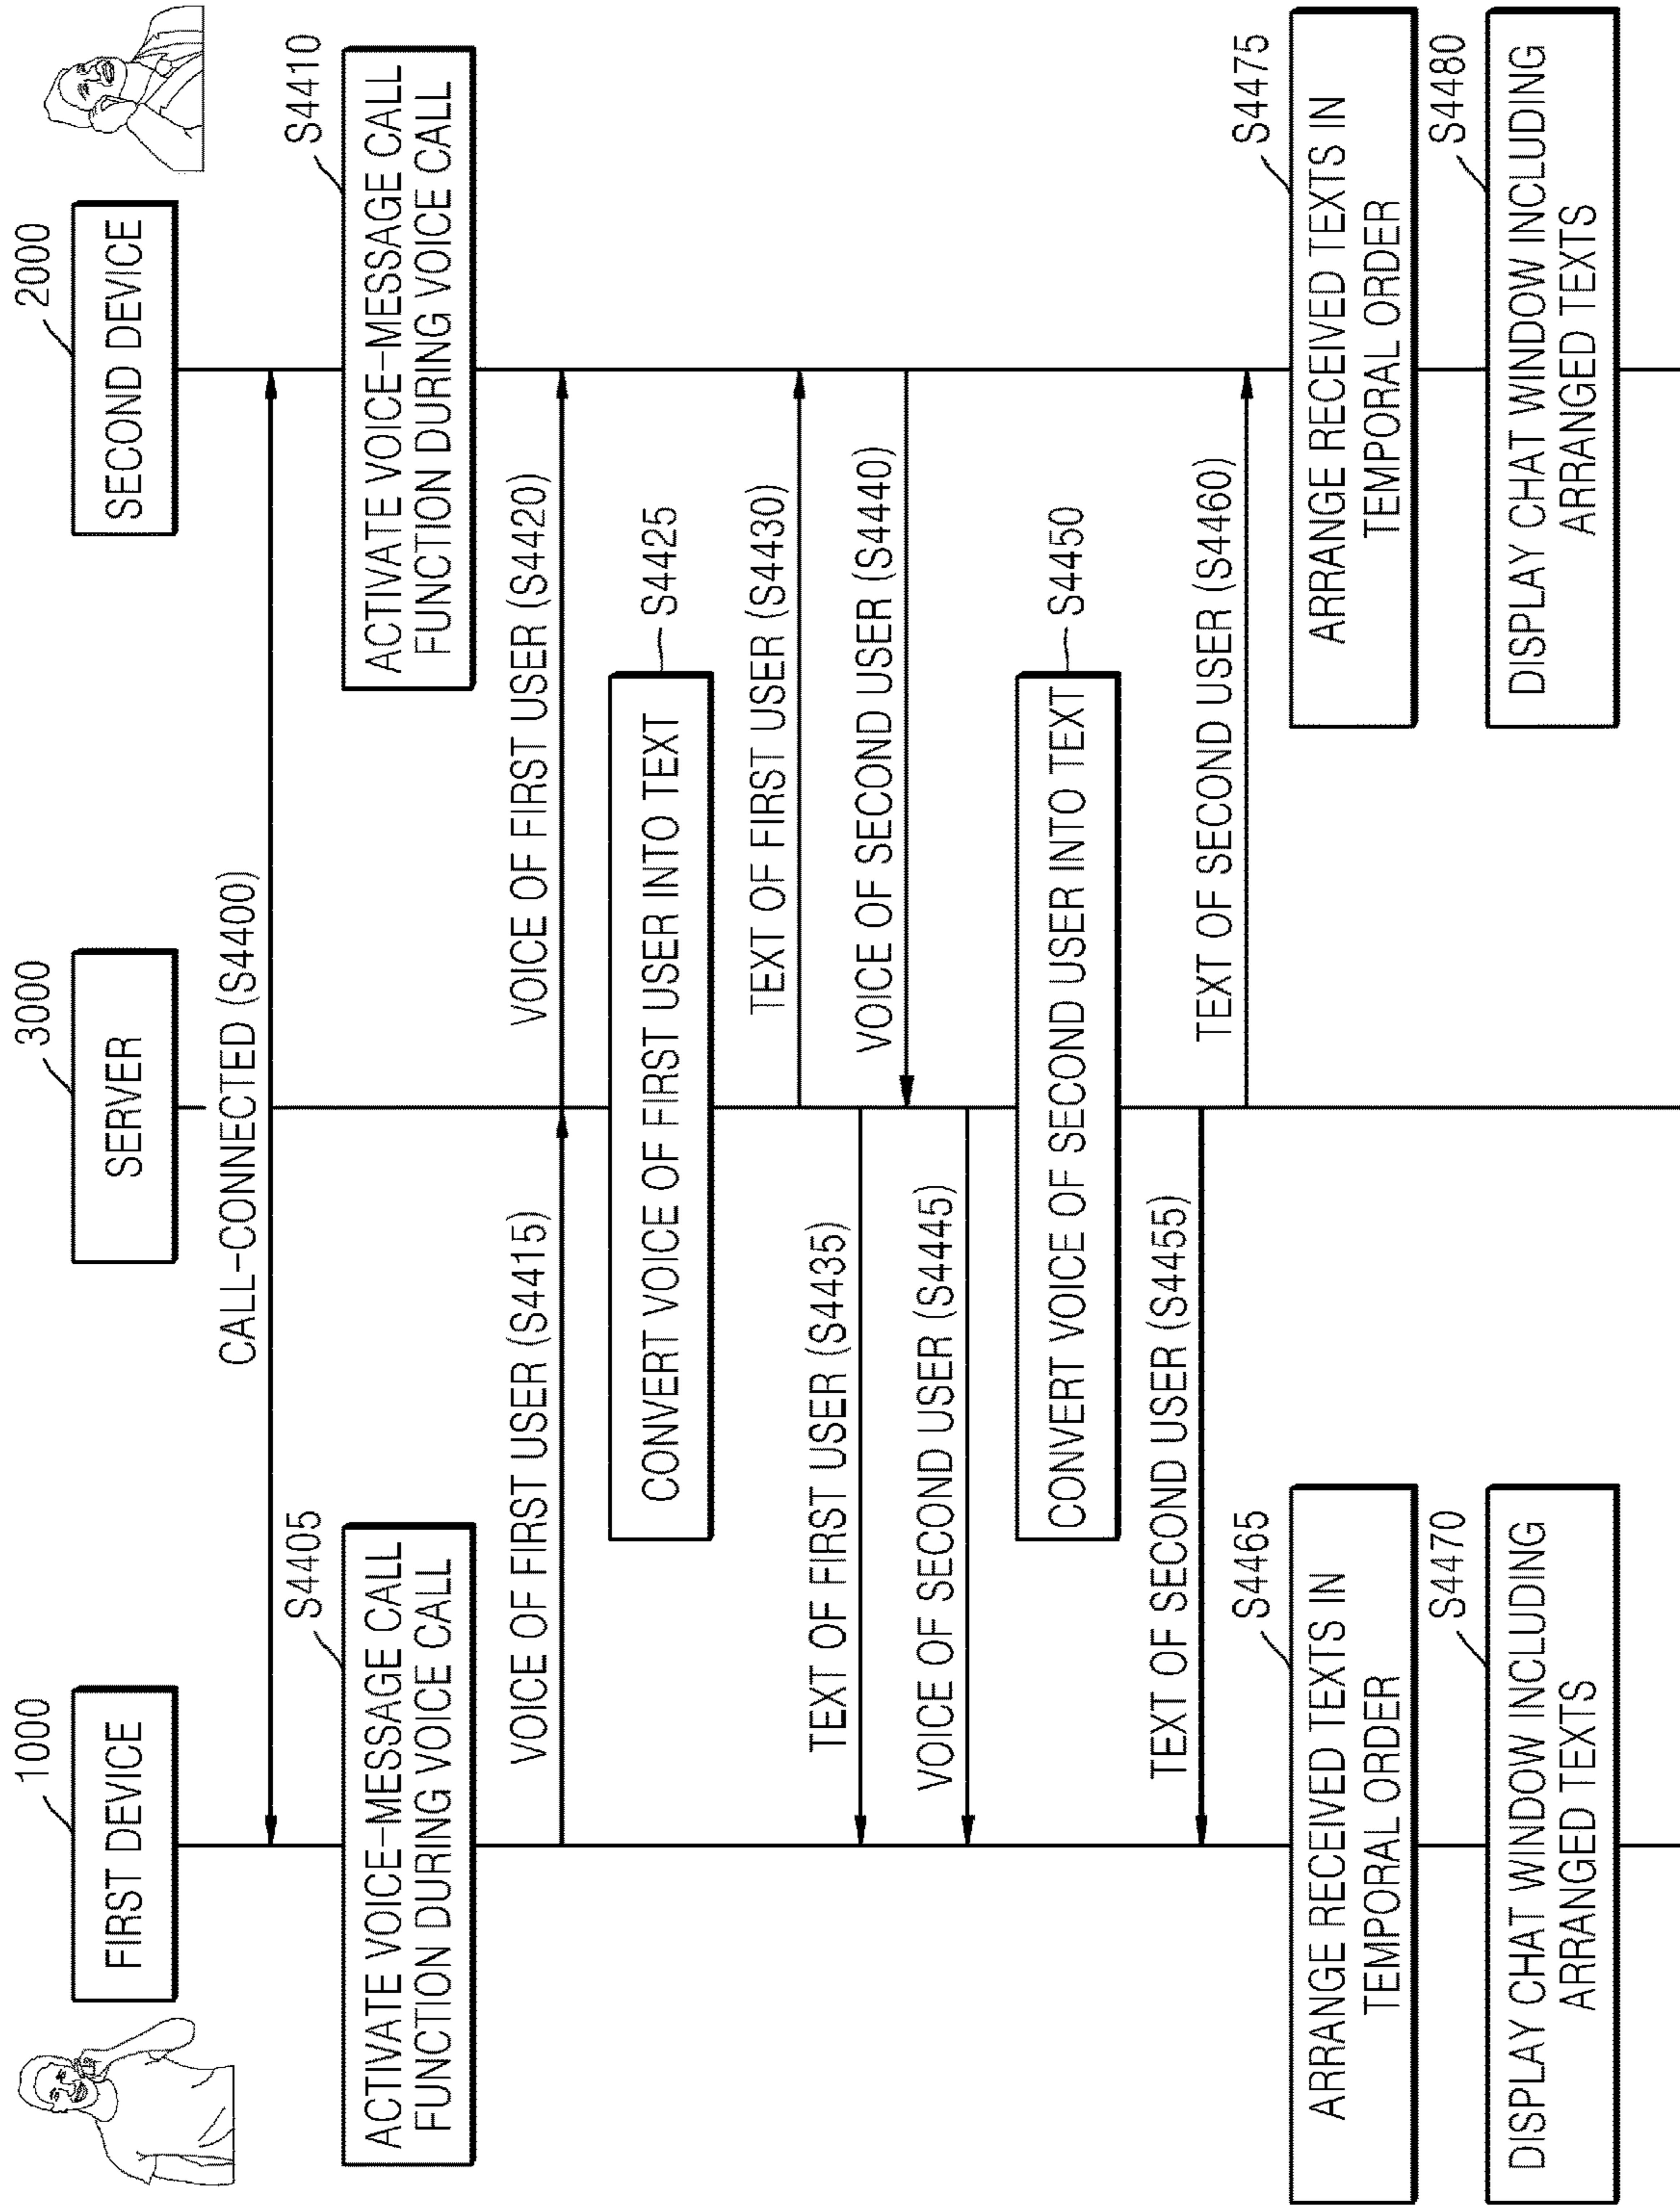 1000
FIRST DEVICE
3000
SERVER
2000
SECOND DEVICE
CALL-CONNECTED (S4400)
S4405
ACTIVATE VOICE-MESSAGE CALL
FUNCTION DURING VOICE CALL
S4410
ACTIVATE VOICE-MESSAGE CALL
FUNCTION DURING VOICE CALL
VOICE OF FIRST USER (S4415)
VOICE OF FIRST USER (S4420)
S4425
CONVERT VOICE OF FIRST USER INTO TEXT
TEXT OF FIRST USER (S4430)
TEXT OF FIRST USER (S4435)
VOICE OF SECOND USER (S4440)
VOICE OF SECOND USER (S4445)
S4450
CONVERT VOICE OF SECOND USER INTO TEXT
TEXT OF SECOND USER (S4455)
TEXT OF SECOND USER (S4460)
S4465
ARRANGE RECEIVED TEXTS IN
TEMPORAL ORDER
S4475
ARRANGE RECEIVED TEXTS IN
TEMPORAL ORDER
S4470
DISPLAY CHAT WINDOW INCLUDING
ARRANGED TEXTS
S4480
DISPLAY CHAT WINDOW INCLUDING
ARRANGED TEXTS